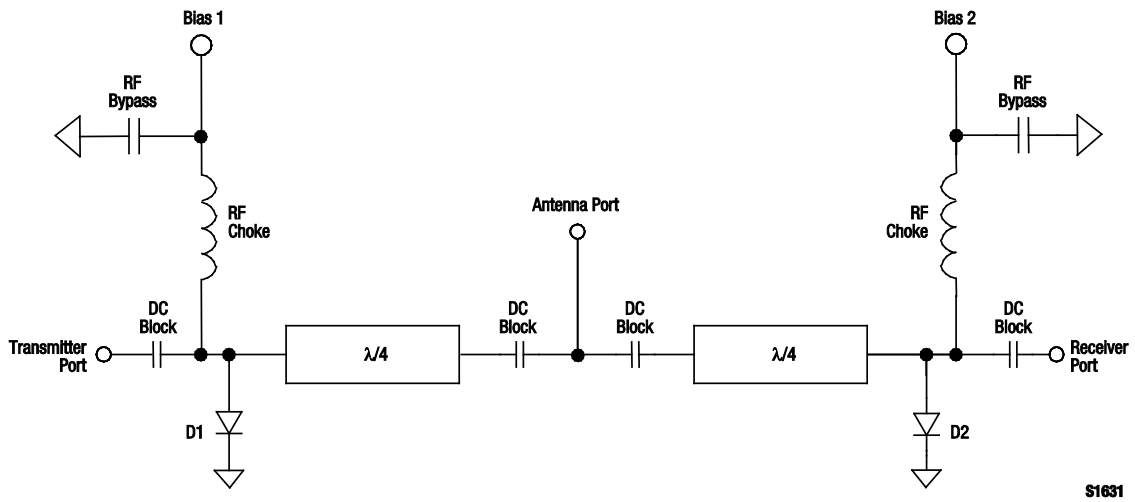 Bias 1
Bias 2
RF
Bypass
RF
Bypass
RF
Choke
Antenna Port
RF
Choke
DC
Block
DC
Block
DC
Block
DC
Block
Transmitter
Port
λ/4
λ/4
Receiver
Port
D1
D2
S1631